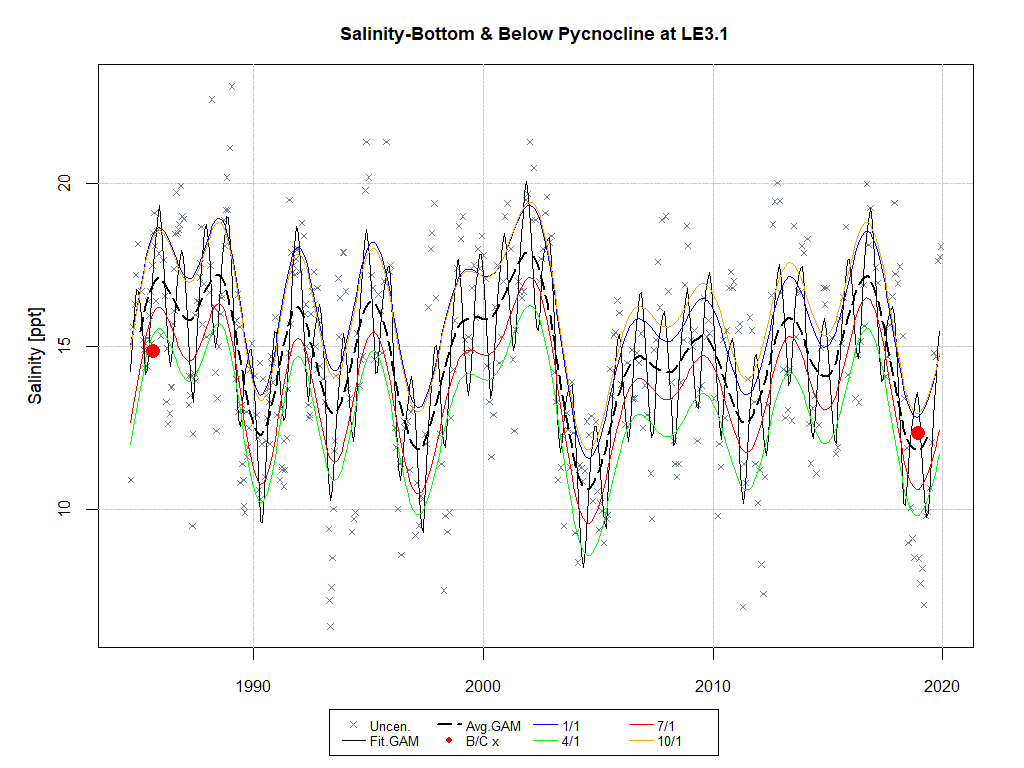 Salinity-Bottom & Below Pycnocline at LE3.1
Salinity [ppt]
20
15
10
1990 2000 2010 2020
Uncen. Avg.GAM 1/1 7/1
Fit.GAM B/C x 4/1 10/1